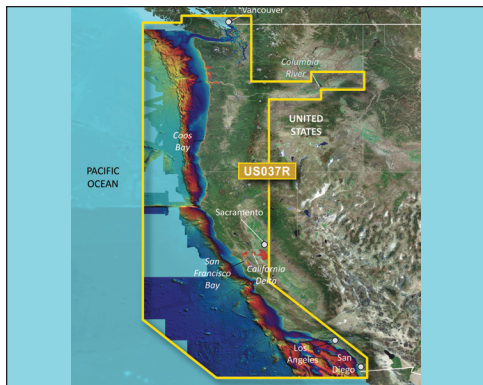 Vancouver
Columbia
River
UNITED
STATES
Caos
Bay
PACIFIC
OCEAN
US037R
Sacramento
San
Francisco
Bay
California
Delta
Los
Angeles
San
Diego